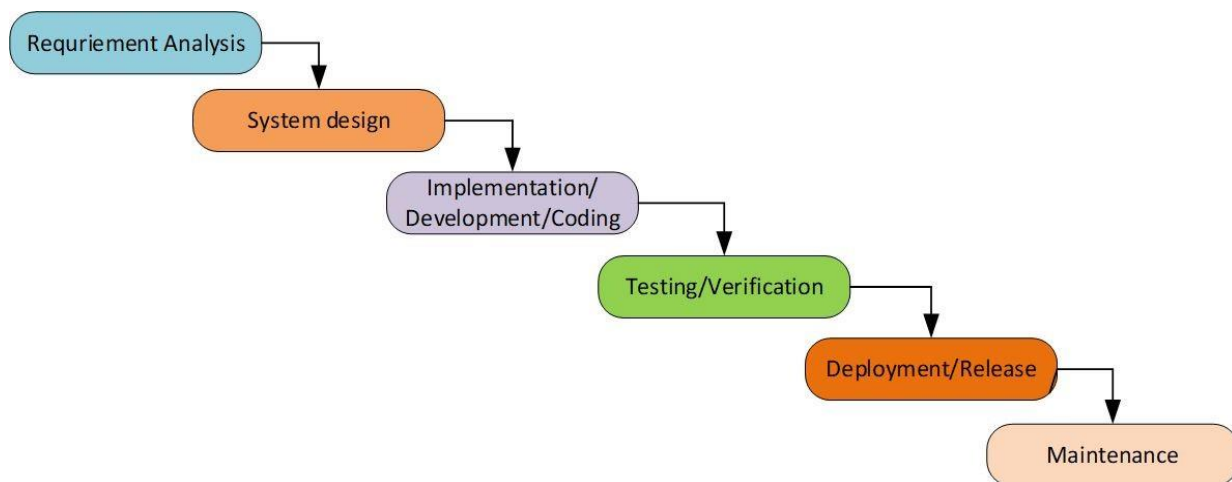 Requriement Analysis
System design
Implementation/
Development/Coding
Testing/Verification
Deployment/Release
Maintenance